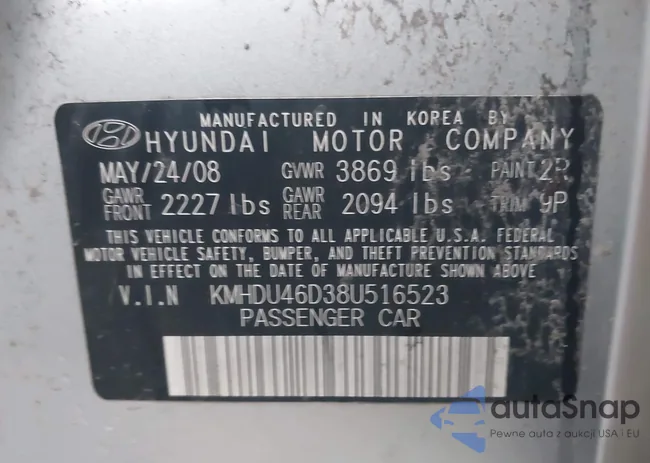 MANUFACTURED IN KOREA BY
HYUNDAI MOTOR COMPANY
MAY/24/08 GVWR 3869 lbs PAINT 2R
GAWR FRONT 2227 lbs GAWR REAR 2094 lbs TRIM 9P
THIS VEHICLE CONFORMS TO ALL APPLICABLE U.S.A. FEDERAL
MOTOR VEHICLE SAFETY, BUMPER, AND THEFT PREVENTION STANDARDS
IN EFFECT ON THE DATE OF MANUFACTURE SHOWN ABOVE
V.I.N KMHDU46D38U516523
PASSENGER CAR
autaSnap
Pewne auta z aukcji USA i EU